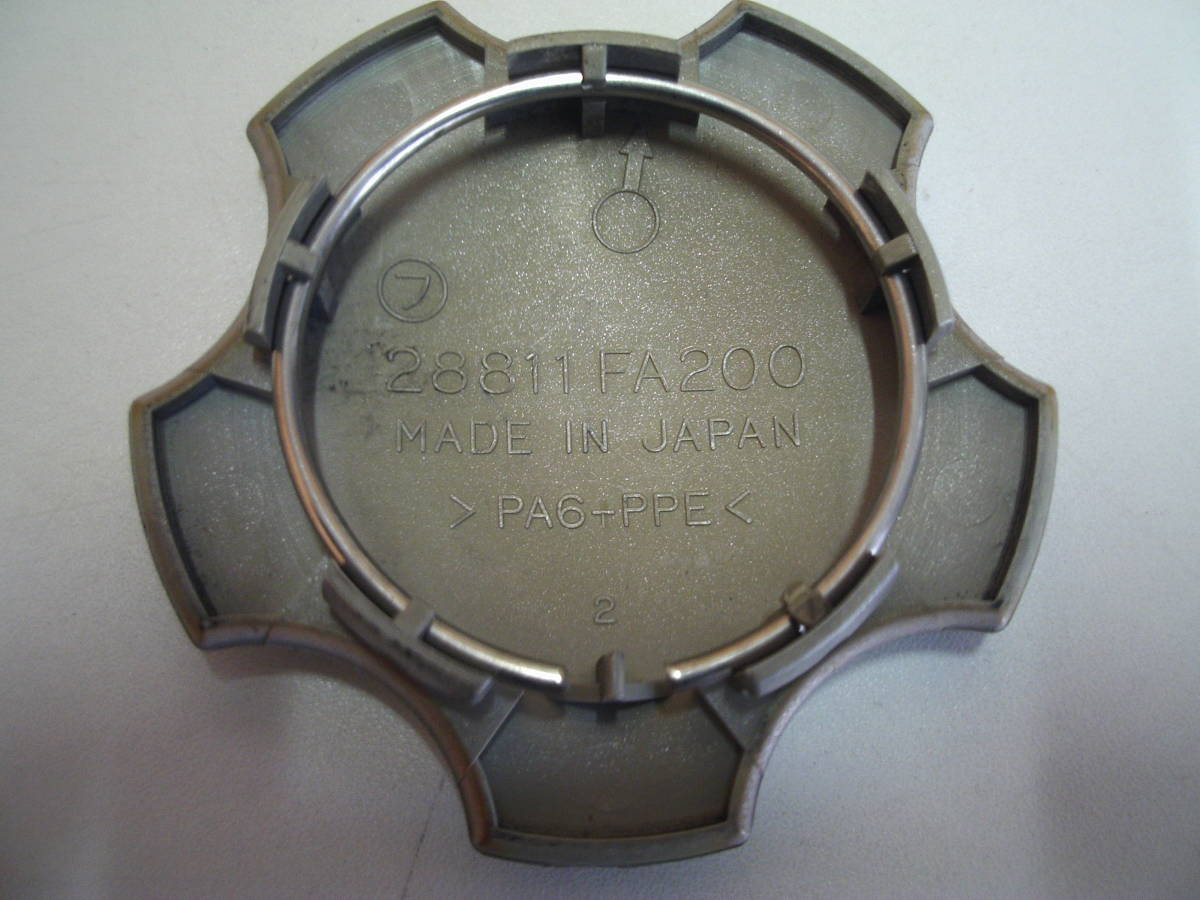 フ
28811 FA200
MADE IN JAPAN
>PA6+PPE<
2